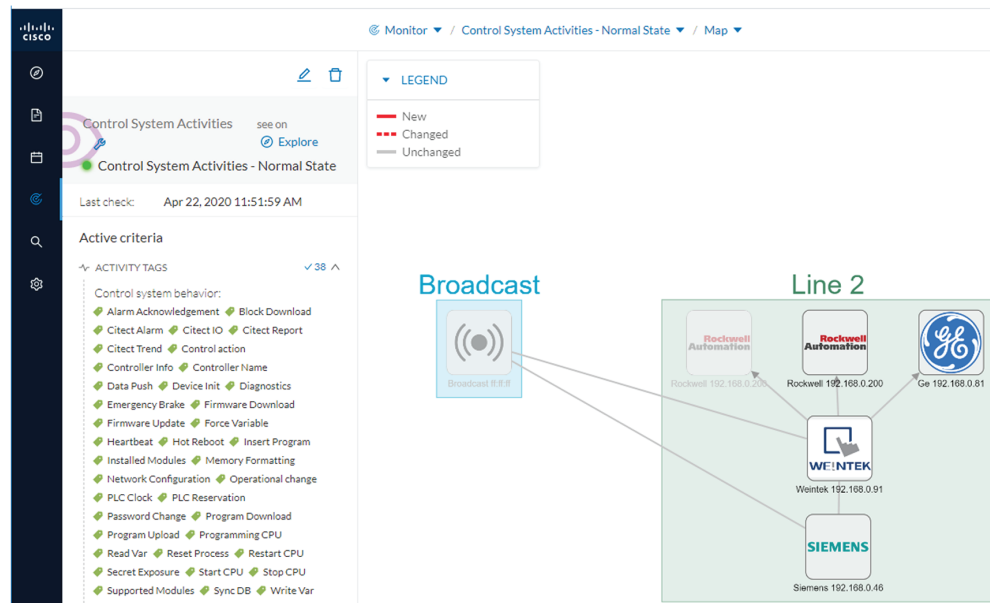 CISCO
Monitor / Control System Activities - Normal State / Map
LEGEND
New
Changed
Unchanged
Control System Activities
see on
Explore
Control System Activities - Normal State
Last check: Apr 22, 2020 11:51:59 AM
Active criteria
ACTIVITY TAGS 38
Control system behavior:
Alarm Acknowledgement Block Download
Citect Alarm Citect IO Citect Report
Citect Trend Control action
Controller Info Controller Name
Data Push Device Init Diagnostics
Emergency Brake Firmware Download
Firmware Update Force Variable
Heartbeat Hot Reboot Insert Program
Installed Modules Memory Formatting
Network Configuration Operational change
PLC Clock PLC Reservation
Password Change Program Download
Program Upload Programming CPU
Read Var Reset Process Restart CPU
Secret Exposure Start CPU Stop CPU
Supported Modules Sync DB Write Var
Broadcast
Broadcast ff:ff:ff
Line 2
Rockwell Automation
Rockwell 192.168.0.200
Rockwell Automation
Rockwell 192.168.0.200
GE
Ge 192.168.0.81
WEINTEK
Weintek 192.168.0.91
SIEMENS
Siemens 192.168.0.46